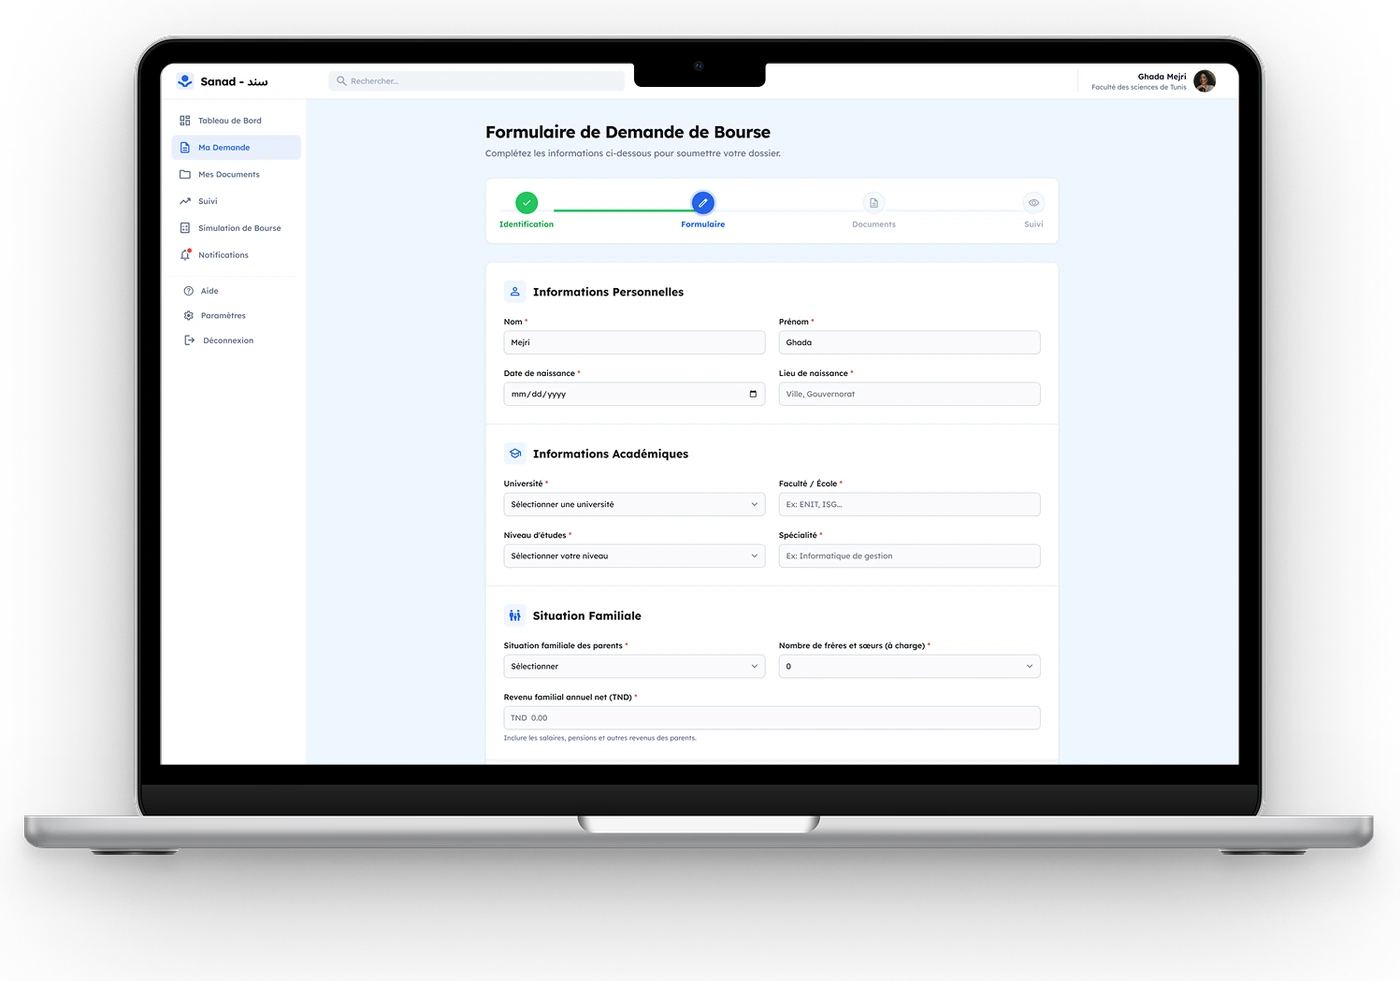 Sanad - سند
Rechercher...
Ghada Mejri
Faculté des sciences de Tunis
Tableau de Bord
Ma Demande
Mes Documents
Suivi
Simulation de Bourse
Notifications
Aide
Paramètres
Déconnexion
Formulaire de Demande de Bourse
Complétez les informations ci-dessous pour soumettre votre dossier.
Identification
Formulaire
Documents
Suivi
Informations Personnelles
Nom * Prénom *
Mejri Ghada
Date de naissance * Lieu de naissance *
mm/dd/yyyy Ville, Gouvernorat
Informations Académiques
Université * Faculté / École *
Sélectionner une université Ex: ENIT, ISG...
Niveau d'études * Spécialité *
Sélectionner votre niveau Ex: Informatique de gestion
Situation Familiale
Situation familiale des parents * Nombre de frères et sœurs (à charge) *
Sélectionner 0
Revenu familial annuel net (TND) *
TND 0.00
Inclure les salaires, pensions et autres revenus des parents.